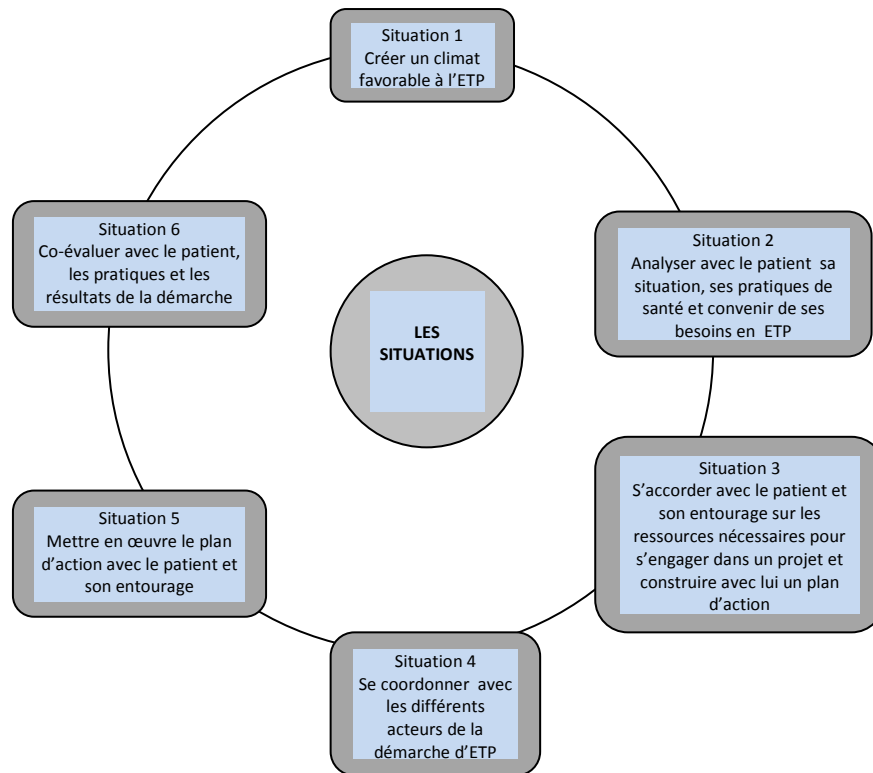 Situation 1
Créer un climat
favorable à l’ETP
Situation 2
Analyser avec le patient sa
situation, ses pratiques de
santé et convenir de ses
besoins en ETP
Situation 3
S’accorder avec le patient et
son entourage sur les
ressources nécessaires pour
s’engager dans un projet et
construire avec lui un plan
d’action
Situation 4
Se coordonner avec
les différents
acteurs de la
démarche d’ETP
Situation 5
Mettre en œuvre le plan
d’action avec le patient et
son entourage
Situation 6
Co-évaluer avec le patient,
les pratiques et les
résultats de la démarche
LES
SITUATIONS